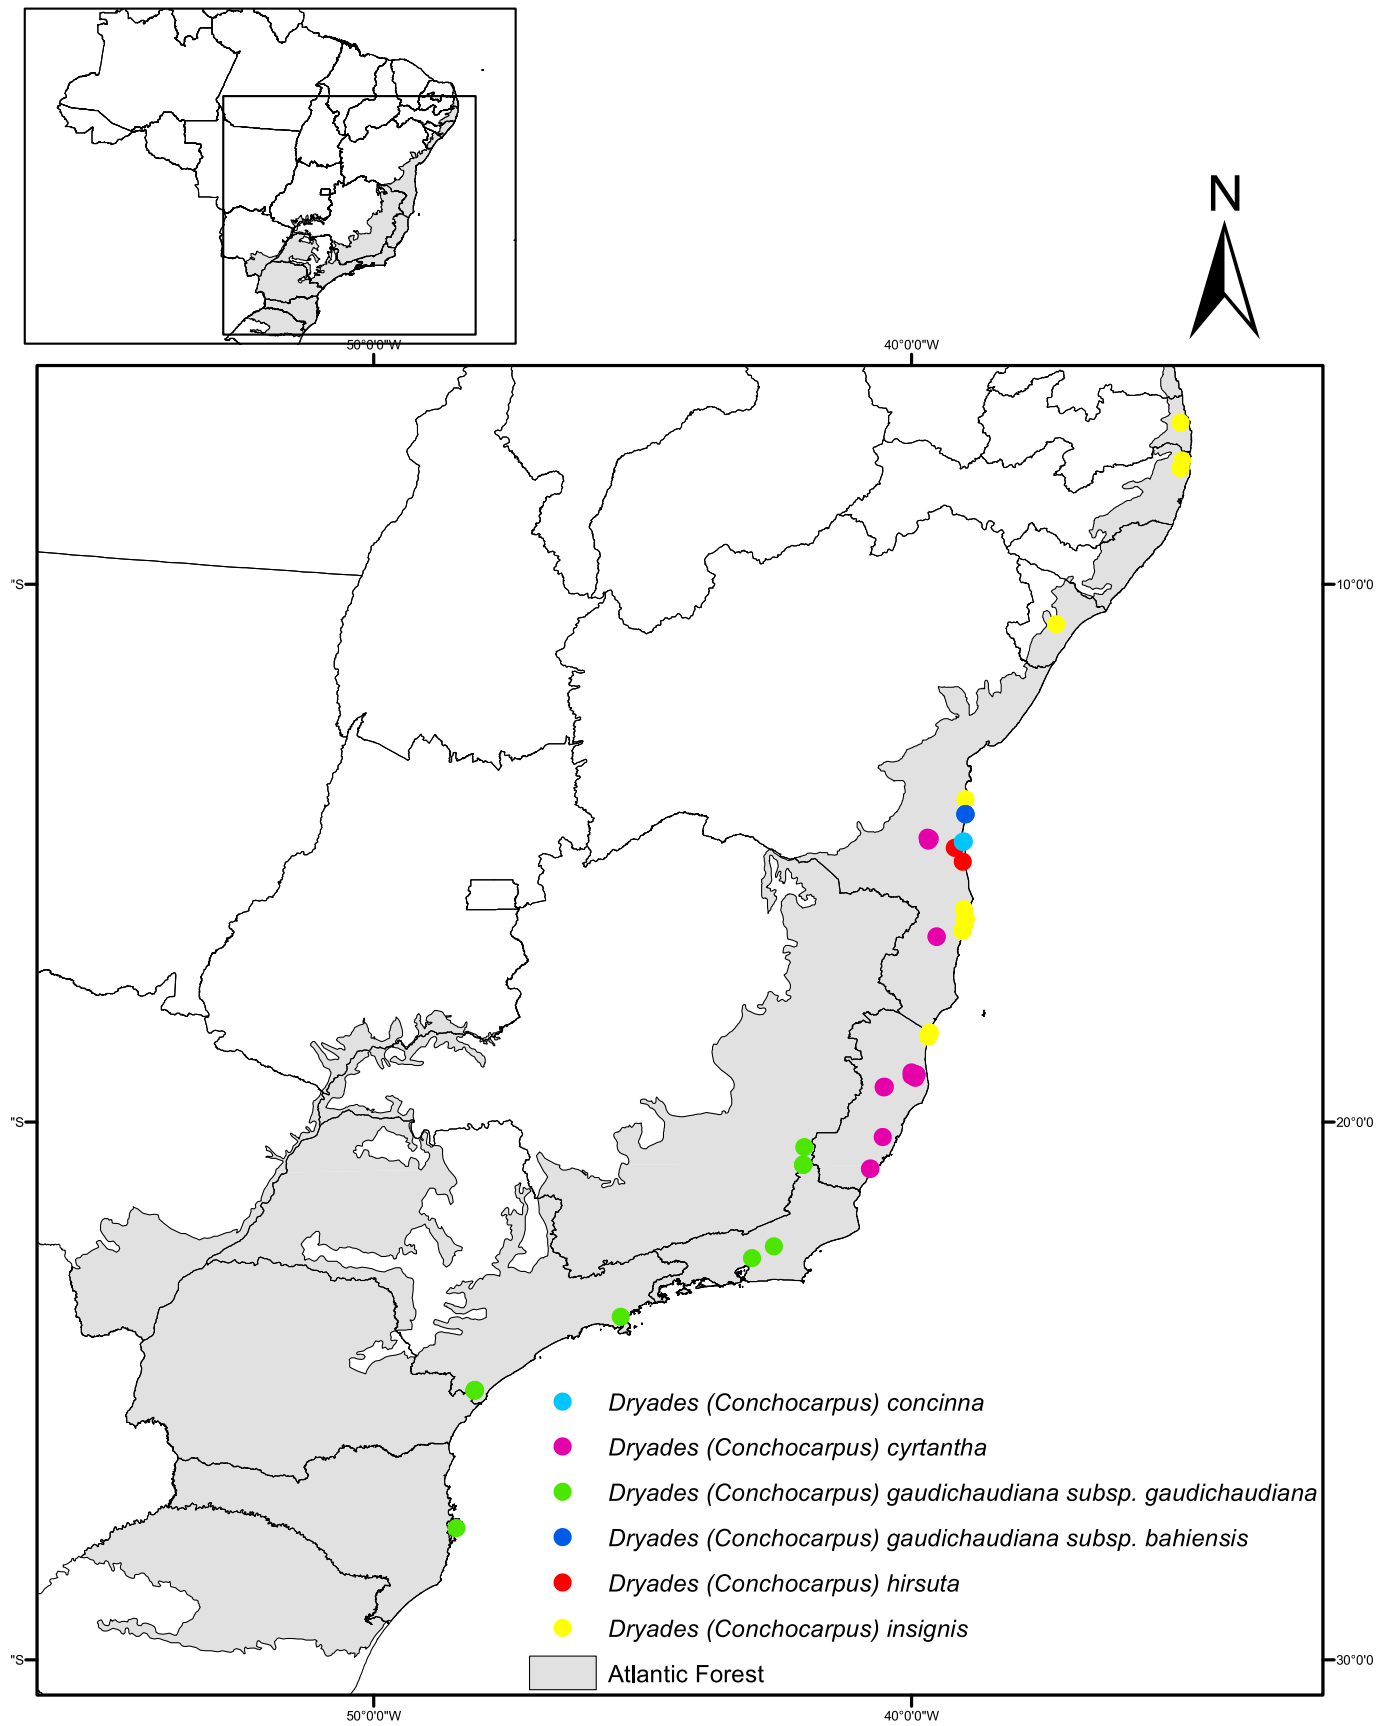 N
50°0'0"W
40°0'0"W
"S
10°0'0
"S
20°0'0
Dryades (Conchocarpus) concinna
Dryades (Conchocarpus) cyrtantha
Dryades (Conchocarpus) gaudichaudiana subsp. gaudichaudiana
Dryades (Conchocarpus) gaudichaudiana subsp. bahiensis
Dryades (Conchocarpus) hirsuta
Dryades (Conchocarpus) insignis
"S
30°0'0
Atlantic Forest
50°0'0"W
40°0'0"W